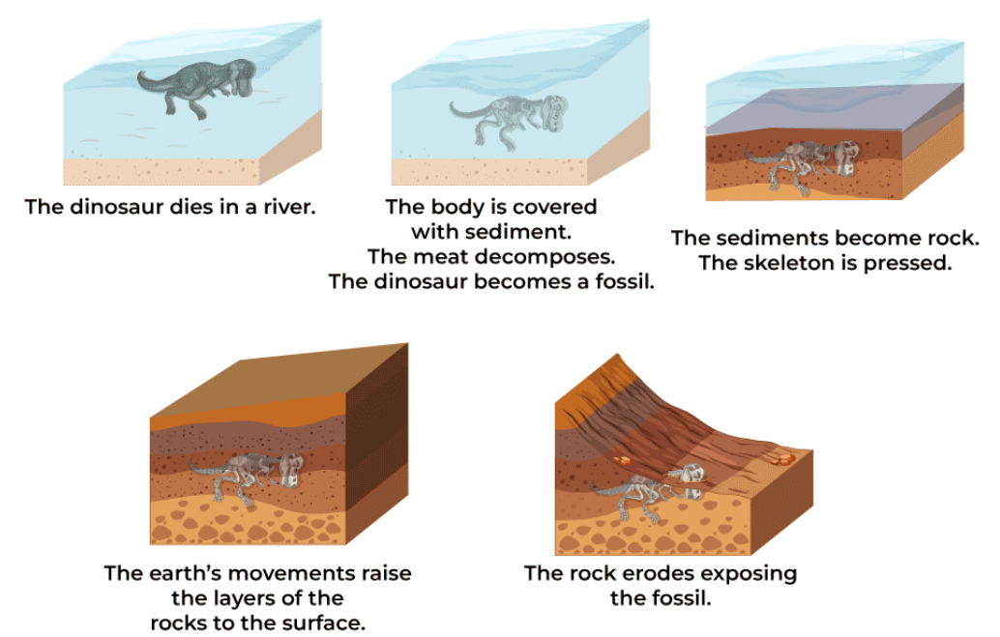 The dinosaur dies in a river.
The body is covered
with sediment.
The meat decomposes.
The dinosaur becomes a fossil.
The sediments become rock.
The skeleton is pressed.
The earth's movements raise
the layers of the
rocks to the surface.
The rock erodes exposing
the fossil.